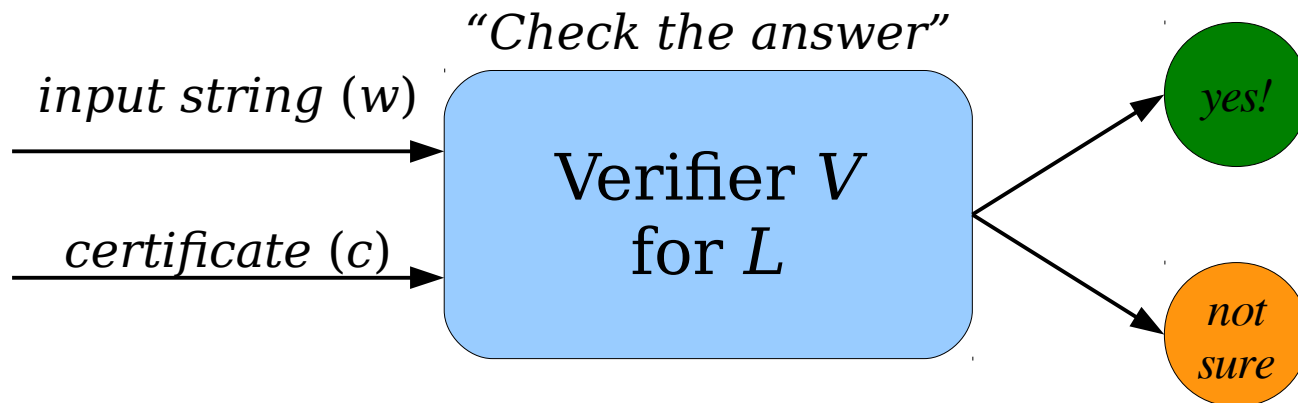 “Check the answer”
input string (w)
certificate (c)
Verifier V
for L
yes!
not
sure